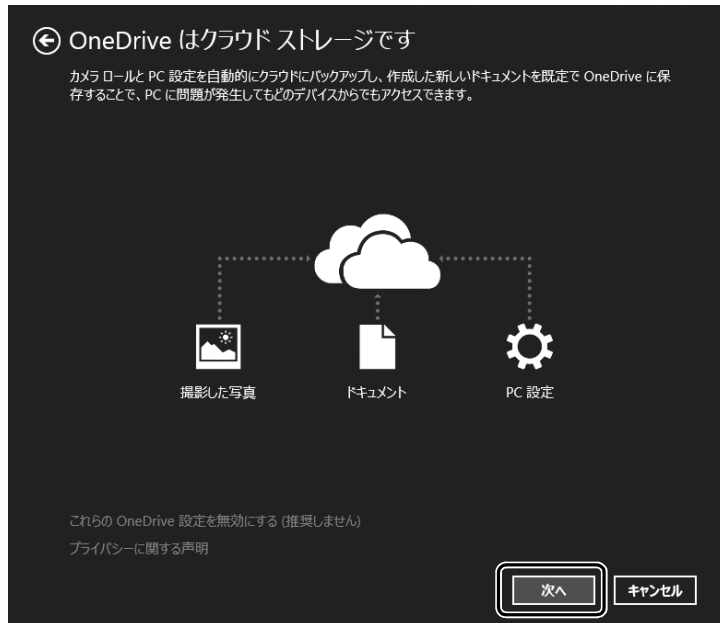 OneDrive はクラウド ストレージです
カメラ ロールと PC 設定を自動的にクラウドにバックアップし、作成した新しいドキュメントを既定で OneDrive に保
存することで、PC に問題が発生してもどのデバイスからでもアクセスできます。
撮影した写真
ドキュメント
PC 設定
これらの OneDrive 設定を無効にする (推奨しません)
プライバシーに関する声明
次へ
キャンセル